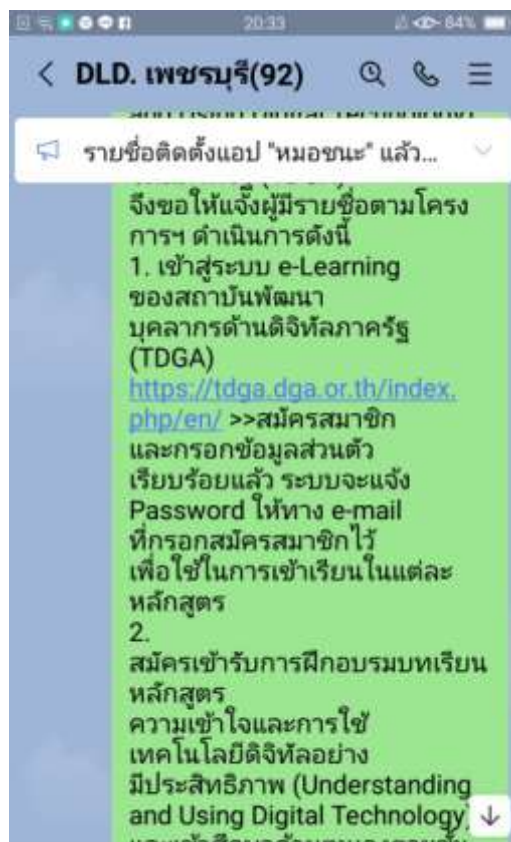 20:33
84%
DLD. เพชรบุรี(92)
and Using Digital Technology)
รายชื่อติดตั้งแอป "หมอชนะ" แล้ว...
จึงขอให้แจ้งผู้มีรายชื่อตามโครง
การฯ ดำเนินการดังนี้
1. เข้าสู่ระบบ e-Learning
ของสถาบันพัฒนา
บุคลากรด้านดิจิทัลภาครัฐ
(TDGA)
https://tdga.dga.or.th/index.
php/en/ >>สมัครสมาชิก
และกรอกข้อมูลส่วนตัว
เรียบร้อยแล้ว ระบบจะแจ้ง
Password ให้ทาง e-mail
ที่กรอกสมัครสมาชิกไว้
เพื่อใช้ในการเข้าเรียนในแต่ละ
หลักสูตร
2.
สมัครเข้ารับการฝึกอบรมบทเรียน
หลักสูตร
ความเข้าใจและการใช้
เทคโนโลยีดิจิทัลอย่าง
มีประสิทธิภาพ (Understanding
and Using Digital Technology)